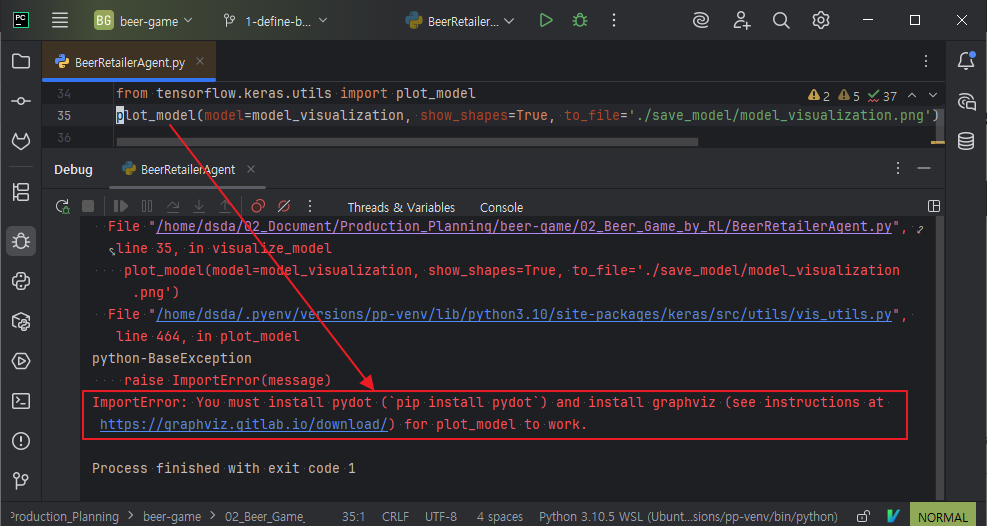 PC
BG beer-game
1-define-b...
BeerRetailer...
BeerRetailerAgent.py
34 from tensorflow.keras.utils import plot_model
2 5 37
35 plot_model(model=model_visualization, show_shapes=True, to_file='./save_model/model_visualization.png')
36
Debug BeerRetailerAgent
Threads & Variables Console
File "/home/dsda/02_Document/Production_Planning/beer-game/02_Beer_Game_by_RL/BeerRetailerAgent.py",
line 35, in visualize_model
plot_model(model=model_visualization, show_shapes=True, to_file='./save_model/model_visualization
.png')
File "/home/dsda/.pyenv/versions/pp-venv/lib/python3.10/site-packages/keras/src/utils/vis_utils.py",
line 464, in plot_model
python-BaseException
raise ImportError(message)
ImportError: You must install pydot (`pip install pydot`) and install graphviz (see instructions at
https://graphviz.gitlab.io/download/) for plot_model to work.
Process finished with exit code 1
Production_Planning > beer-game > 02_Beer_Game_ 35:1 CRLF UTF-8 4 spaces Python 3.10.5 WSL (Ubunt...sions/pp-venv/bin/python) NORMAL